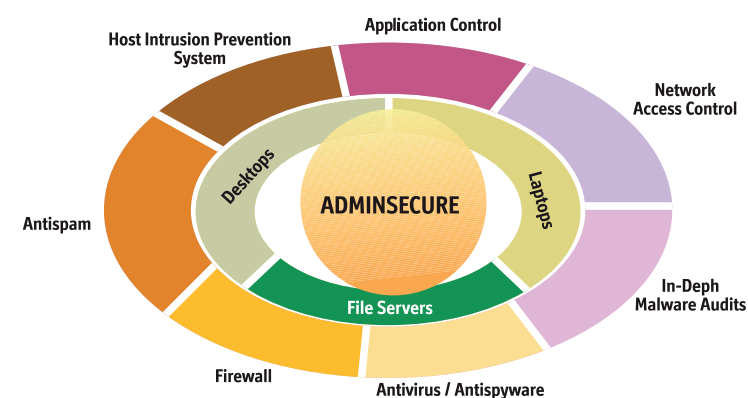 Application Control
Host Intrusion Prevention
System
Network
Access Control
Desktops
Laptops
ADMINSECURE
Antispam
In-Deph
Malware Audits
File Servers
Firewall
Antivirus / Antispyware